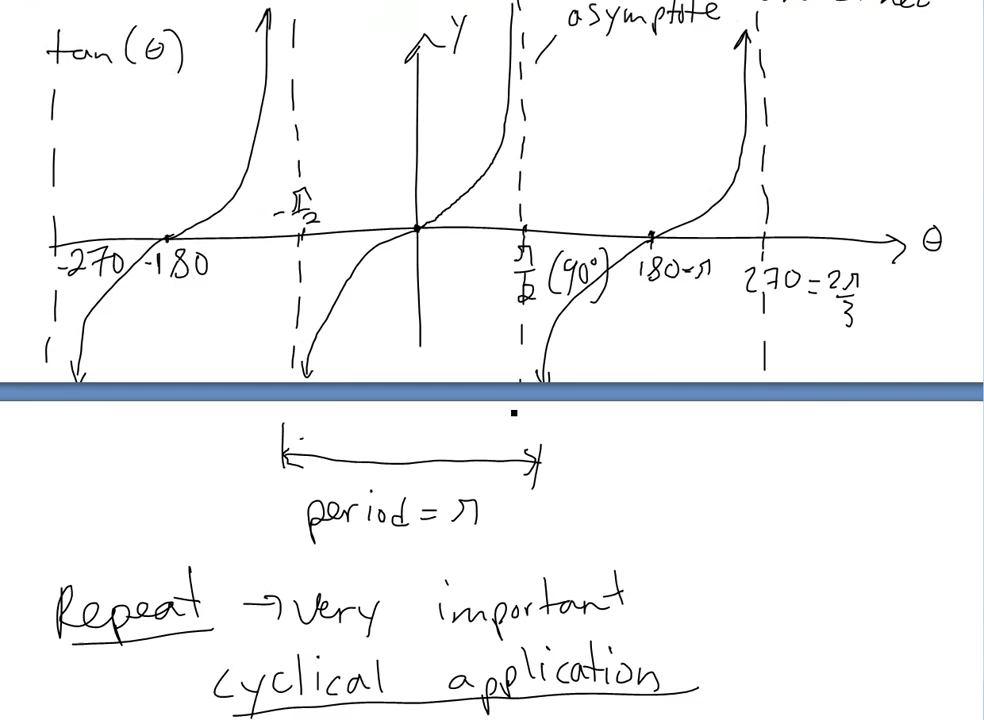 asymptote
tan(θ)
y
-π/2
θ
-270 -180
π/2 (90°)
180=π
270=2π/3
period = π
Repeat → very important
cyclical application